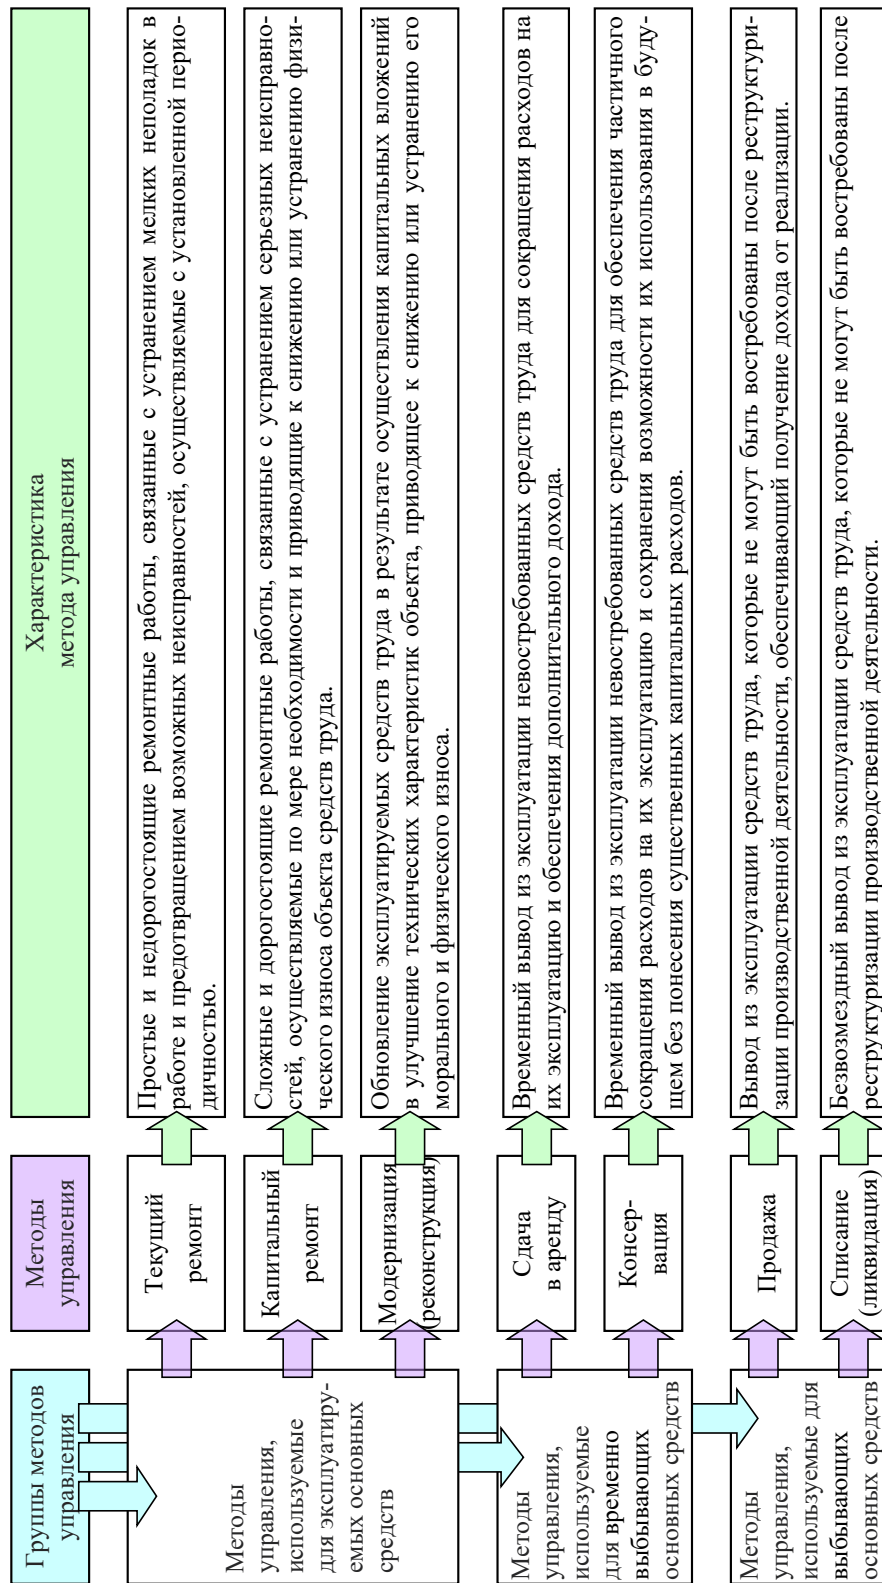 Группы методов
управления
Методы
управления
Характеристика
метода управления
Методы
управления,
используемые
для эксплуатиру-
емых основных
средств
Текущий
ремонт
Простые и недорогостоящие ремонтные работы, связанные с устранением мелких неполадок в
работе и предотвращением возможных неисправностей, осуществляемые с установленной перио-
дичностью.
Капитальный
ремонт
Сложные и дорогостоящие ремонтные работы, связанные с устранением серьезных неисправно-
стей, осуществляемые по мере необходимости и приводящие к снижению или устранению физи-
ческого износа объекта средств труда.
Модернизация
(реконструкция)
Обновление эксплуатируемых средств труда в результате осуществления капитальных вложений
в улучшение технических характеристик объекта, приводящее к снижению или устранению его
морального и физического износа.
Методы
управления,
используемые
для временно
выбывающих
основных средств
Сдача
в аренду
Временный вывод из эксплуатации невостребованных средств труда для сокращения расходов на
их эксплуатацию и обеспечения дополнительного дохода.
Консер-
вация
Временный вывод из эксплуатации невостребованных средств труда для обеспечения частичного
сокращения расходов на их эксплуатацию и сохранения возможности их использования в буду-
щем без понесения существенных капитальных расходов.
Методы
управления,
используемые для
выбывающих
основных средств
Продажа
Вывод из эксплуатации средств труда, которые не могут быть востребованы после реструктури-
зации производственной деятельности, обеспечивающий получение дохода от реализации.
Списание
(ликвидация)
Безвозмездный вывод из эксплуатации средств труда, которые не могут быть востребованы после
реструктуризации производственной деятельности.